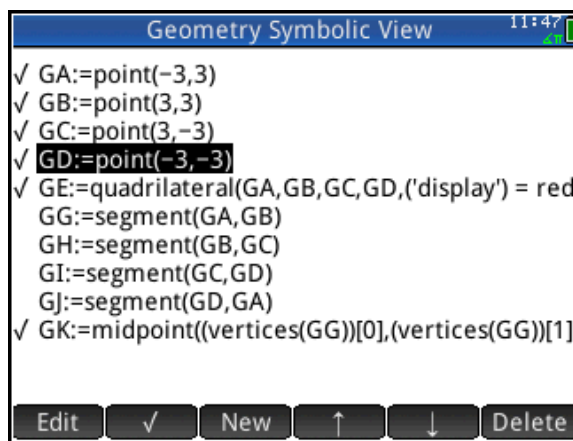 Geometry Symbolic View 11:47
∡π
√ GA:=point(−3,3)
√ GB:=point(3,3)
√ GC:=point(3,−3)
√ GD:=point(−3,−3)
√ GE:=quadrilateral(GA,GB,GC,GD,('display') = red
GG:=segment(GA,GB)
GH:=segment(GB,GC)
GI:=segment(GC,GD)
GJ:=segment(GD,GA)
√ GK:=midpoint((vertices(GG))[0],(vertices(GG))[1]
Edit √ New ↑ ↓ Delete